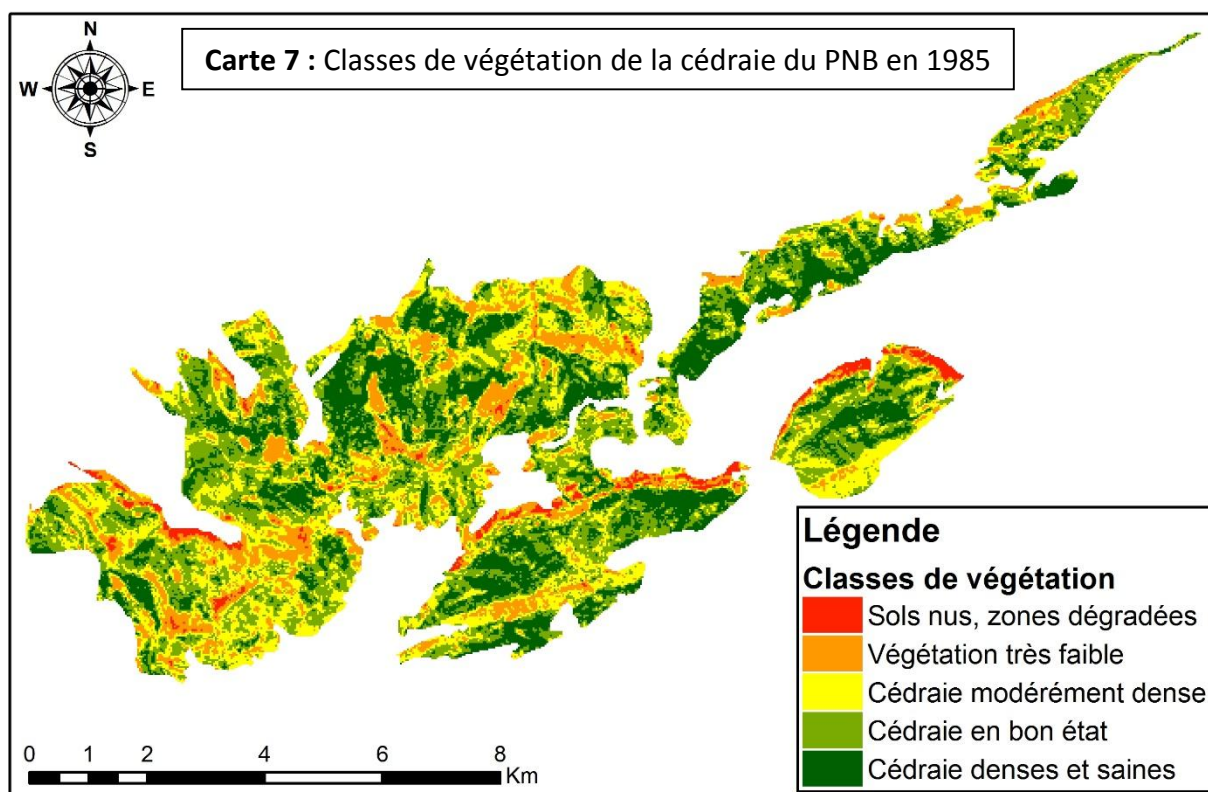 N
Carte 7 : Classes de végétation de la cédraie du PNB en 1985
W E
S
Légende
Classes de végétation
Sols nus, zones dégradées
Végétation très faible
Cédraie modérément dense
Cédraie en bon état
Cédraie denses et saines
0 1 2 4 6 8
Km